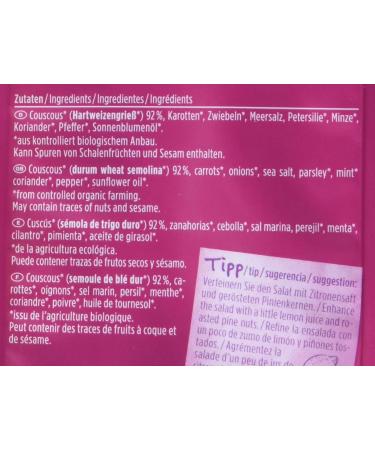 Zutaten/Ingredients/Ingredientes/Ingrédients
D Couscous* (Hartweizengrieß*) 92%, Karotten*, Zwiebeln*, Meersalz, Petersilie*, Minze*,
Koriander*, Pfeffer*, Sonnenblumenöl*.
*aus kontrolliert biologischem Anbau.
Kann Spuren von Schalenfrüchten und Sesam enthalten.
GB Couscous* (durum wheat semolina*) 92%, carrots*, onions*, sea salt, parsley*, mint*
coriander*, pepper*, sunflower oil*.
*from controlled organic farming.
May contain traces of nuts and sesame.
E Cuscús* (sémola de trigo duro*) 92%, zanahorias*, cebolla*, sal marina, perejil*, menta*,
cilantro*, pimienta*, aceite de girasol*.
*de la agricultura ecológica.
Puede contener trazas de frutos secos y sésamo.
F Couscous* (semoule de blé dur*) 92%, ca-
rottes*, oignons*, sel marin, persil*, menthe*,
coriandre*, poivre*, huile de tournesol*.
*issu de l'agriculture biologique.
Peut contenir des traces de fruits à coque et
de sésame.
Tipp/tip/sugerencia/suggestion:
Verfeinern Sie den Salat mit Zitronensaft
und gerösteten Pinienkernen./Enhance
the salad with a little lemon juice and ro-
asted pine nuts./Refine la ensalada con
un poco de zumo de limón y piñones tos-
tados./Agrémentez la
salade d'un peu de jus de